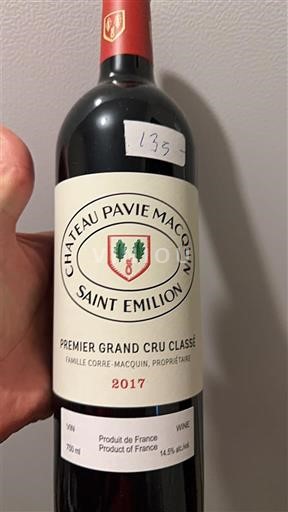 135 -
CHATEAU PAVIE MACQUIN
SAINT EMILION
PREMIER GRAND CRU CLASSÉ
FAMILLE CORRE-MACQUIN, PROPRIÉTAIRE
2017
VIN WINE
Produit de France
750 ml Product of France 14.5% alc./vol.